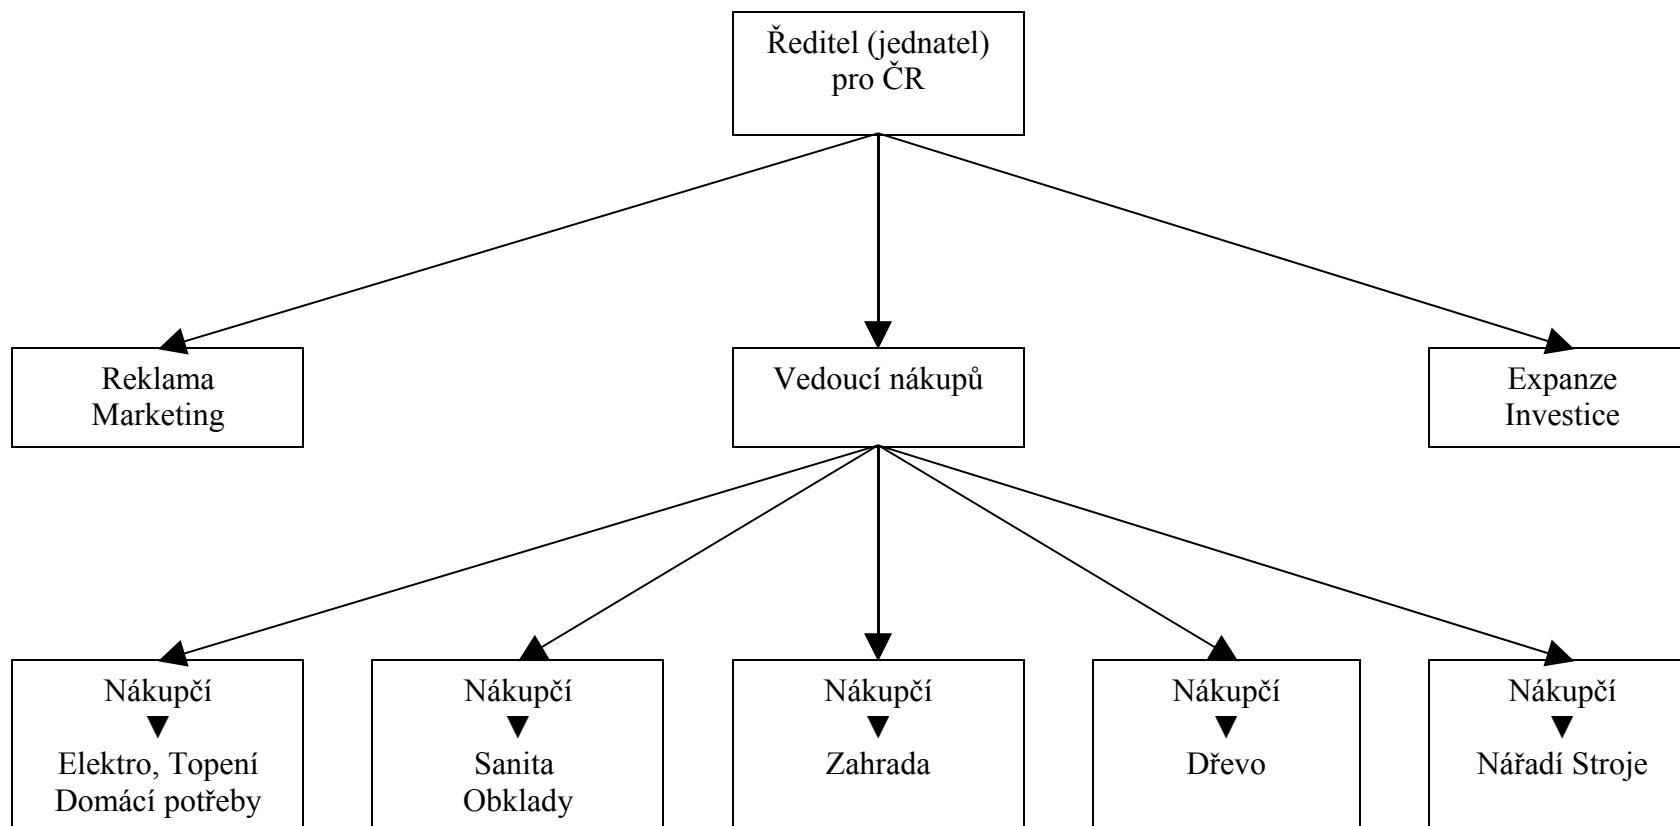 Ředitel (jednatel)
pro ČR
Reklama
Marketing
Vedoucí nákupů
Expanze
Investice
Nákupčí
▼
Elektro, Topení
Domácí potřeby
Nákupčí
▼
Sanita
Obklady
Nákupčí
▼
Zahrada
Nákupčí
▼
Dřevo
Nákupčí
▼
Nářadí Stroje